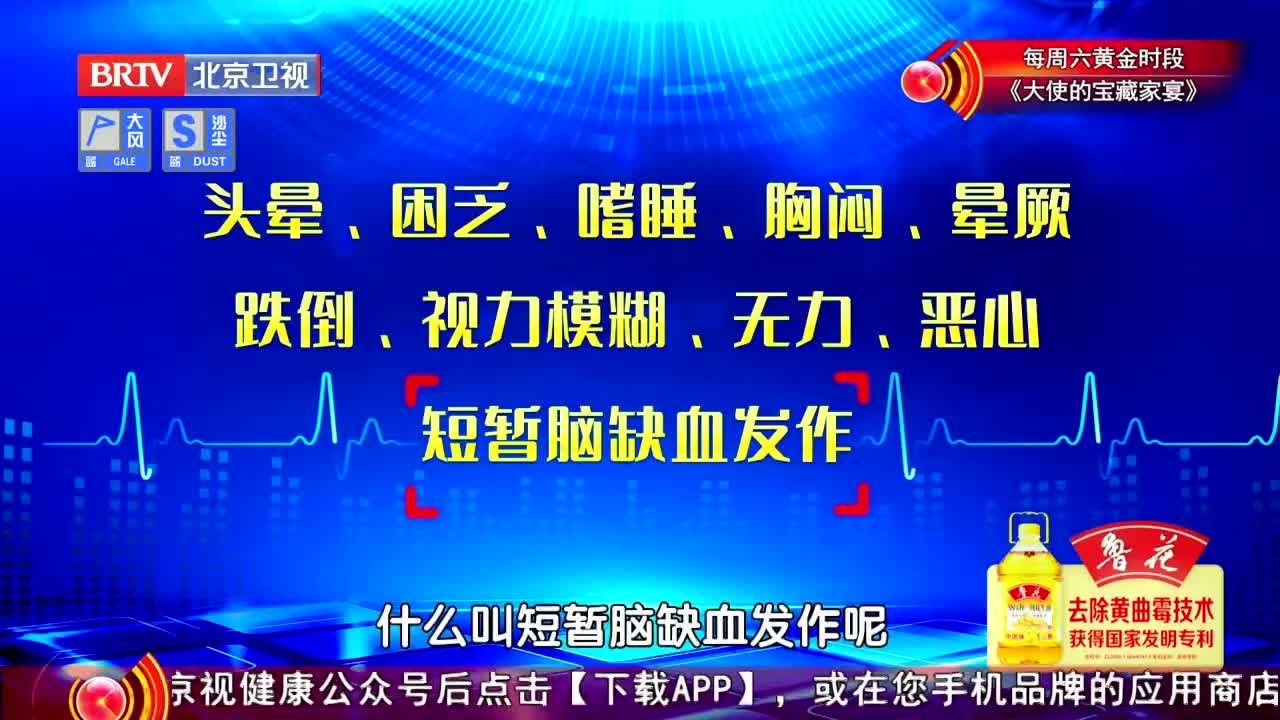 BRTV 北京卫视
每周六黄金时段
《大使的宝藏家宴》
大风
蓝 GALE
S 沙尘
蓝 DUST
头晕、困乏、嗜睡、胸闷、晕厥
跌倒、视力模糊、无力、恶心
短暂脑缺血发作
鲁花
鲁花
去除黄曲霉技术
获得国家发明专利
什么叫短暂脑缺血发作呢
京视健康公众号后点击【下载APP】，或在您手机品牌的应用商店